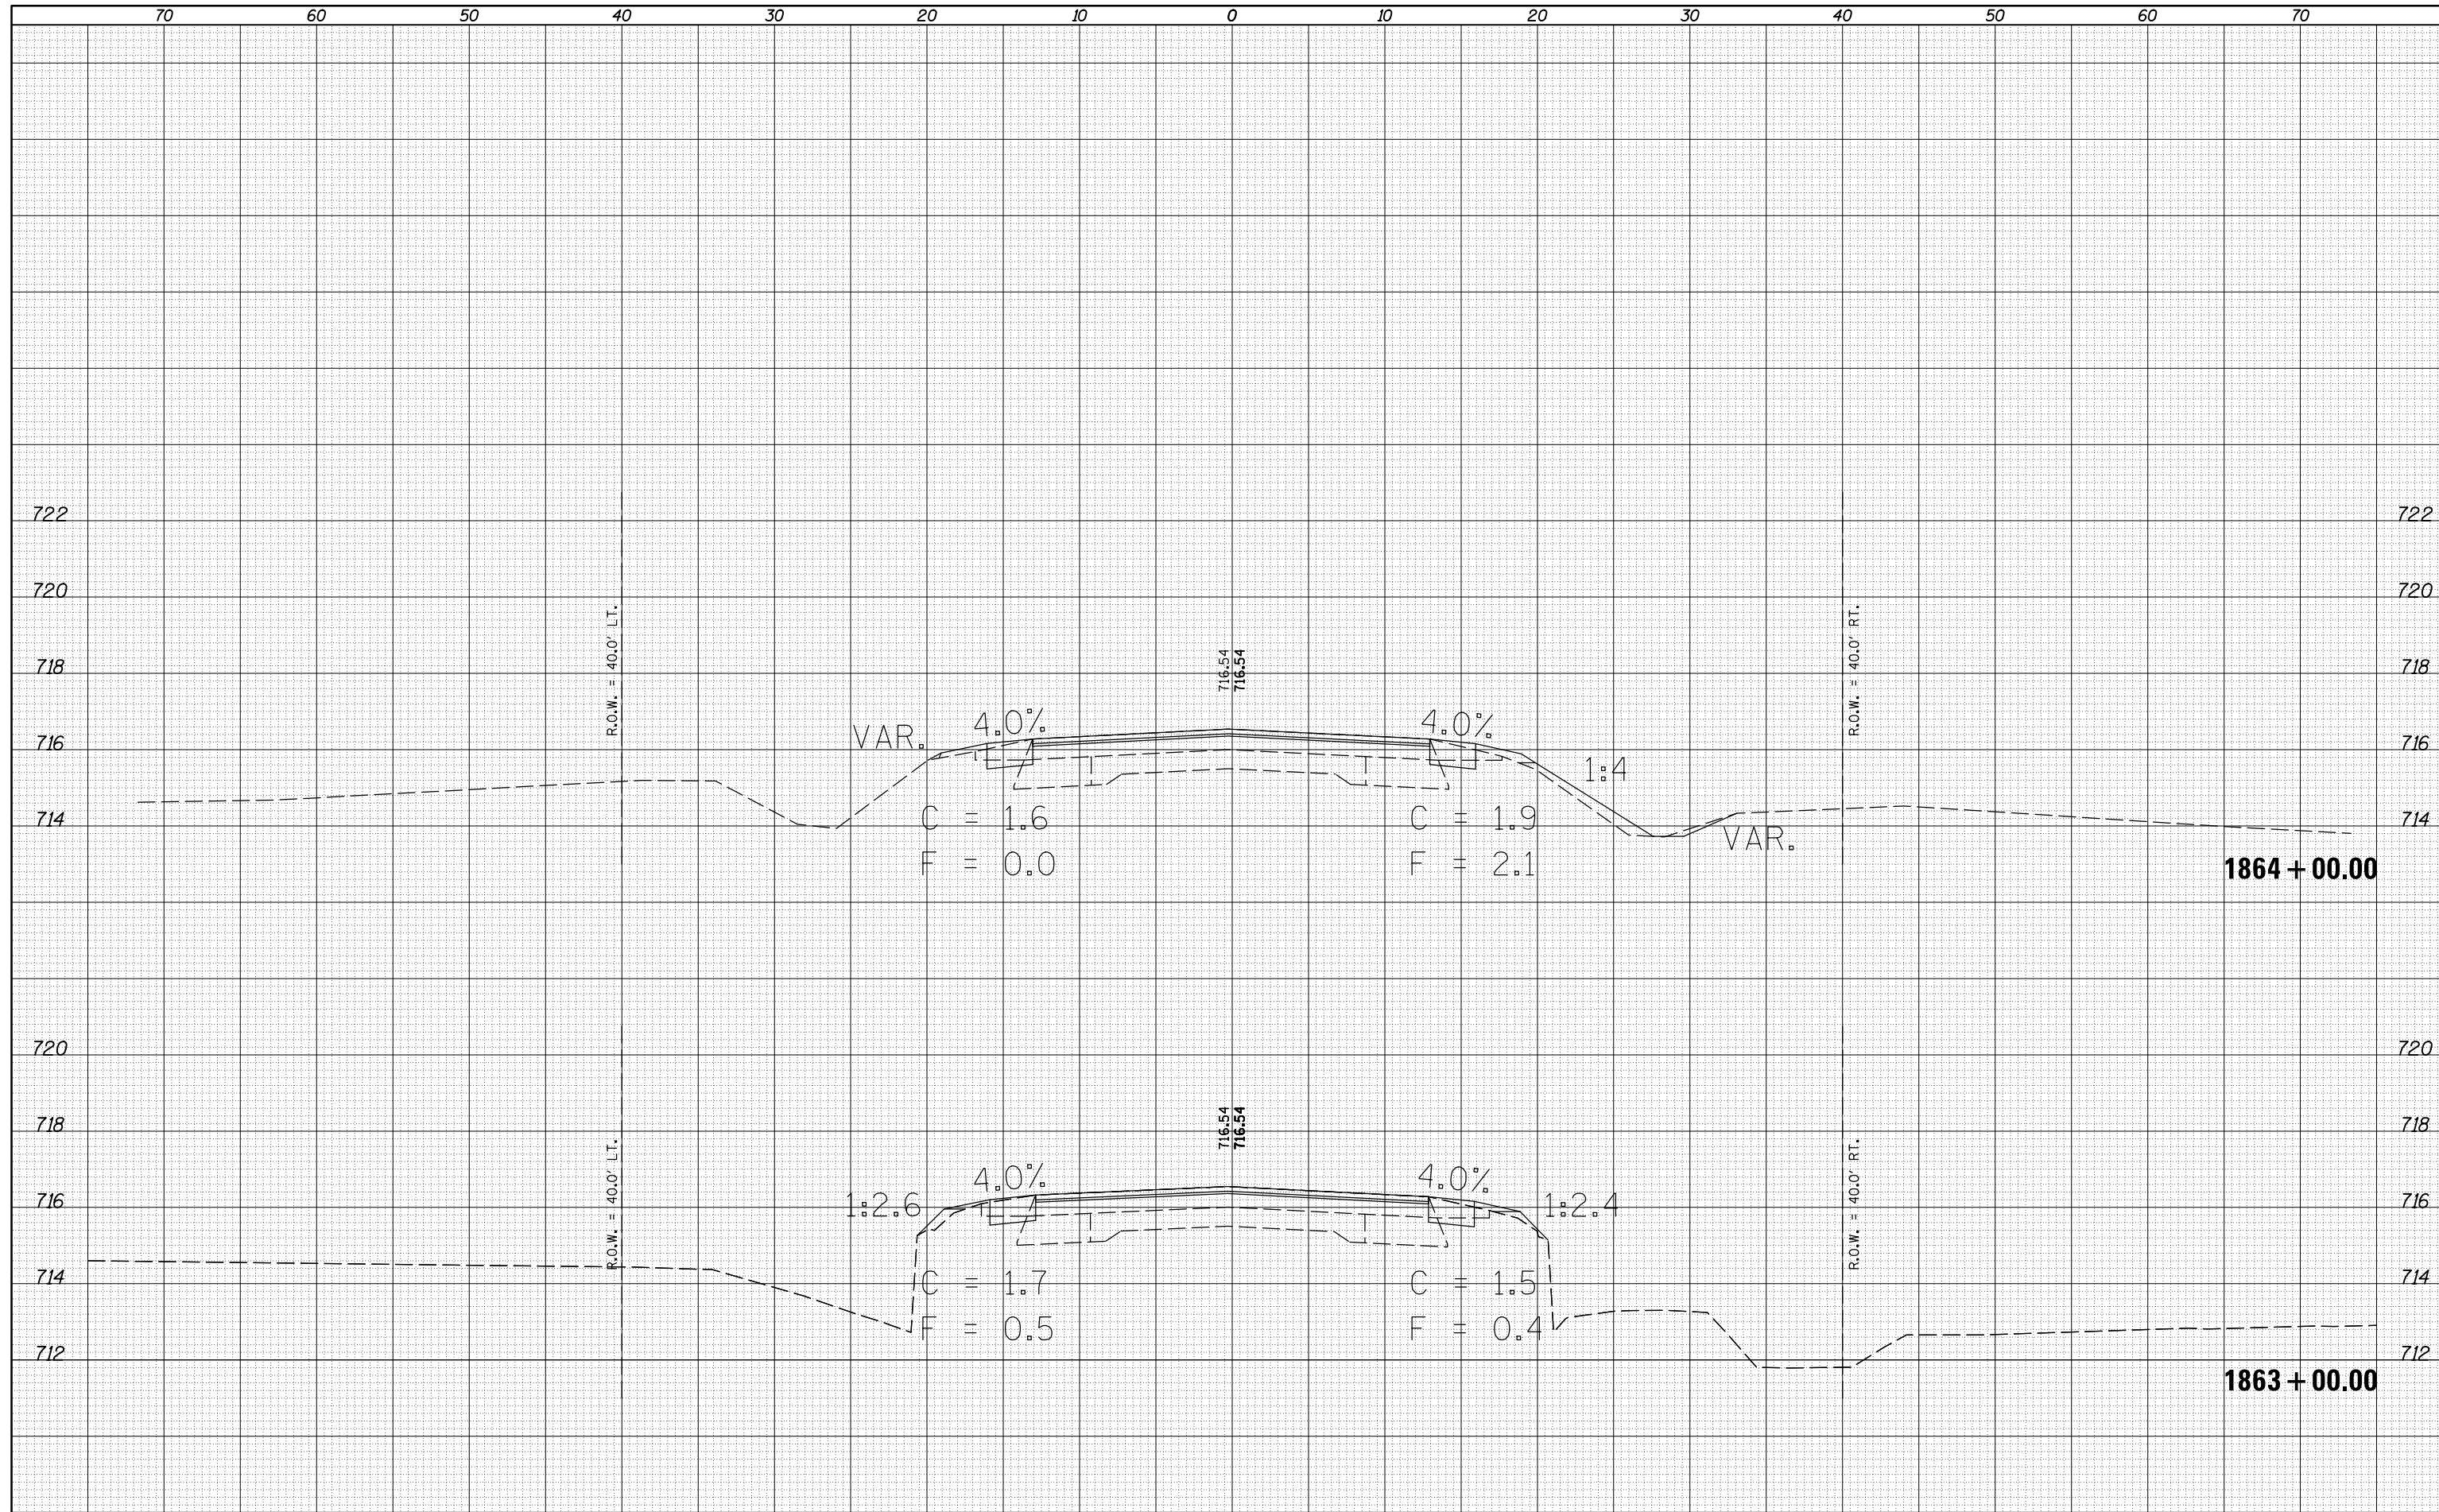 70 60 50 40 30 20 10 0 10 20 30 40 50 60 70
722 722
720 720
R.O.W. = 40.0' LT.
R.O.W. = 40.0' RT.
718 718
716.54
716.54
VAR. 4.0% 4.0%
716 716
1:4
C = 1.6 C = 1.9
714 714
VAR.
F = 0.0 F = 2.1
1864+00.00
720 720
718 718
716.54
716.54
R.O.W. = 40.0' LT.
R.O.W. = 40.0' RT.
4.0% 4.0%
1:2.6 1:2.4
716 716
714 714
C = 1.7 C = 1.5
F = 0.5 F = 0.4
712 712
1863+00.00